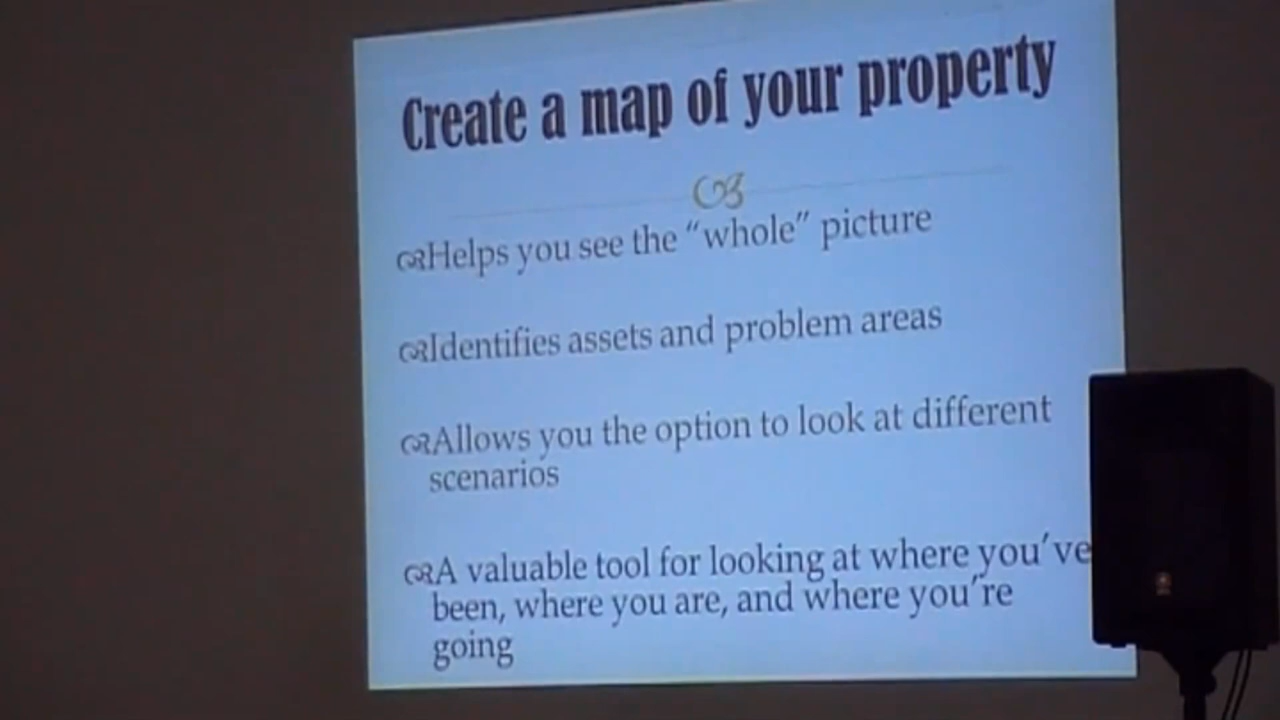 Create a map of your property
Helps you see the “whole” picture
Identifies assets and problem areas
Allows you the option to look at different
scenarios
A valuable tool for looking at where you’ve
been, where you are, and where you’re
going